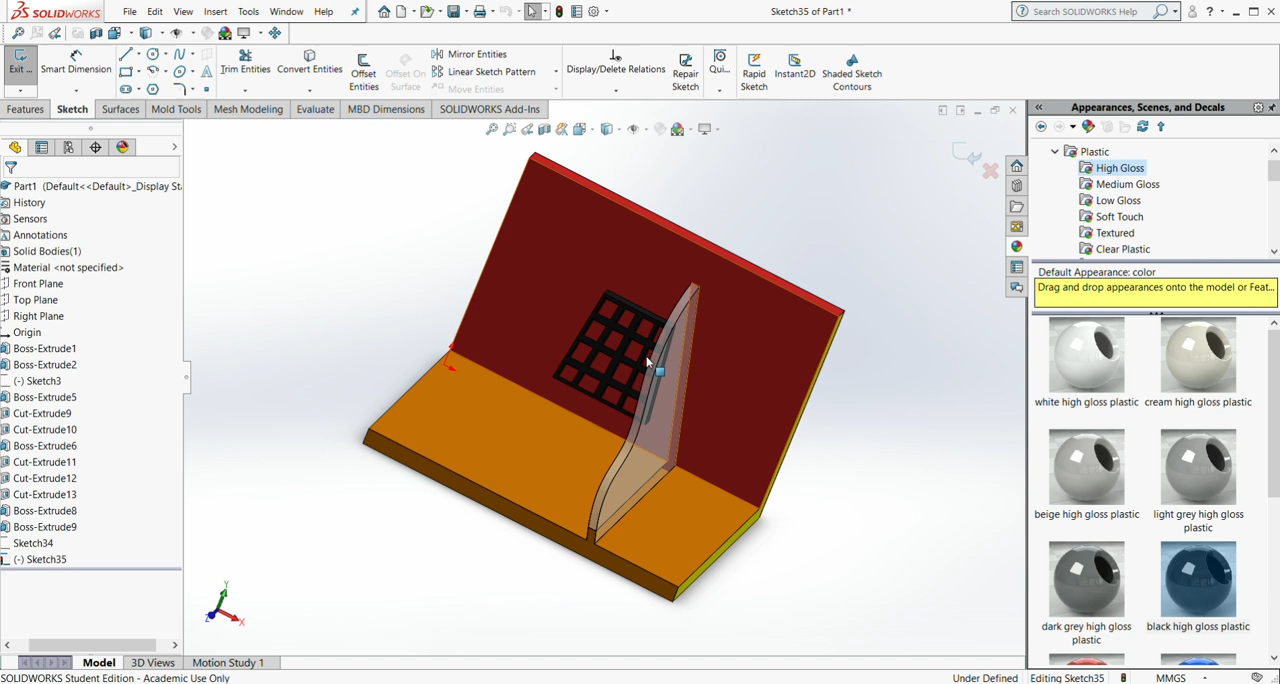 SOLIDWORKS File Edit View Insert Tools Window Help Sketch35 of Part1 * Search SOLIDWORKS Help ?
Exit ... Smart Dimension Trim Entities Convert Entities Offset Entities Offset On Surface Mirror Entities Linear Sketch Pattern Move Entities Display/Delete Relations Repair Sketch Qui... Rapid Sketch Instant2D Shaded Sketch Contours
Features Sketch Surfaces Mold Tools Mesh Modeling Evaluate MBD Dimensions SOLIDWORKS Add-Ins
Part1 (Default<<Default>_Display St
History
Sensors
Annotations
Solid Bodies(1)
Material <not specified>
Front Plane
Top Plane
Right Plane
Origin
Boss-Extrude1
Boss-Extrude2
(-) Sketch3
Boss-Extrude5
Cut-Extrude9
Cut-Extrude10
Boss-Extrude6
Cut-Extrude11
Cut-Extrude12
Cut-Extrude13
Boss-Extrude8
Boss-Extrude9
Sketch34
(-) Sketch35
Y
Z
X
Appearances, Scenes, and Decals
Plastic
High Gloss
Medium Gloss
Low Gloss
Soft Touch
Textured
Clear Plastic
Default Appearance: color
Drag and drop appearances onto the model or Feat...
white high gloss plastic
cream high gloss plastic
beige high gloss plastic
light grey high gloss plastic
dark grey high gloss plastic
black high gloss plastic
Model 3D Views Motion Study 1
SOLIDWORKS Student Edition - Academic Use Only Under Defined Editing Sketch35 MMGS